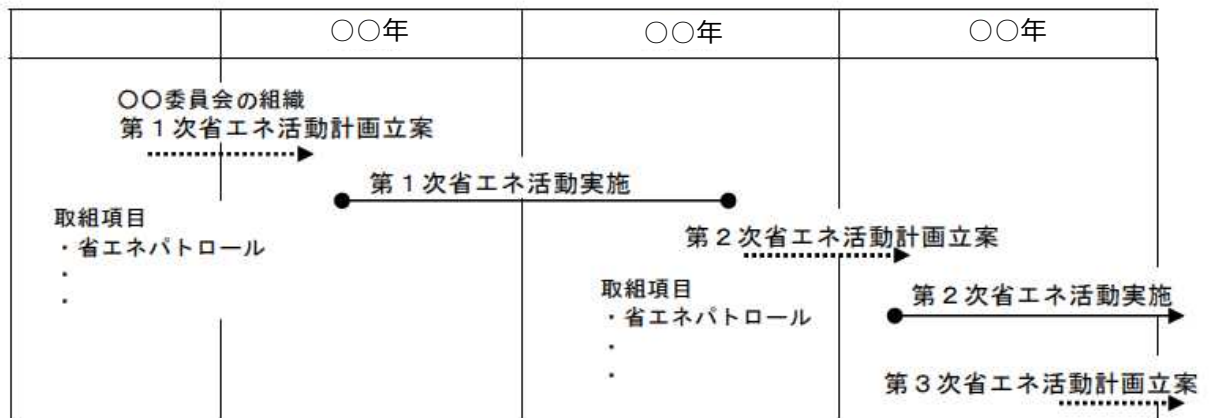 ○○年
○○年
○○年
○○委員会の組織
第１次省エネ活動計画立案
第１次省エネ活動実施
取組項目
・省エネパトロール
・
・
第２次省エネ活動計画立案
取組項目
・省エネパトロール
・
・
第２次省エネ活動実施
第３次省エネ活動計画立案